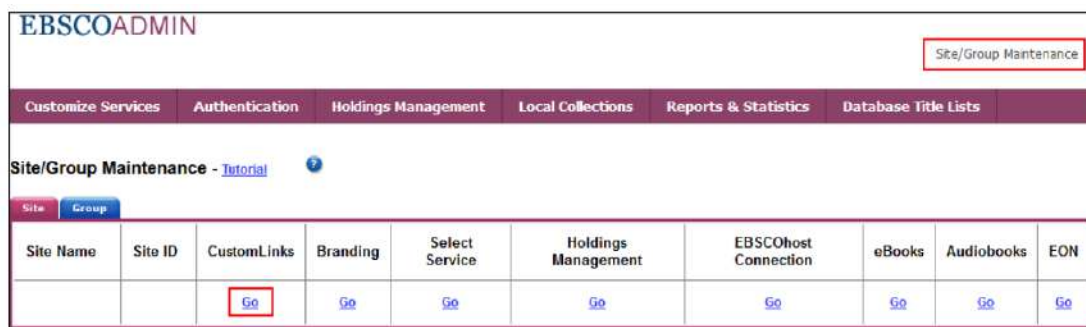 EBSCOADMIN
Site/Group Maintenance
Customize Services Authentication Holdings Management Local Collections Reports & Statistics Database Title Lists
Site/Group Maintenance - Tutorial ?
Site Group
Site Name Site ID CustomLinks Branding Select Service Holdings Management EBSCOhost Connection eBooks Audiobooks EON
Go Go Go Go Go Go Go Go